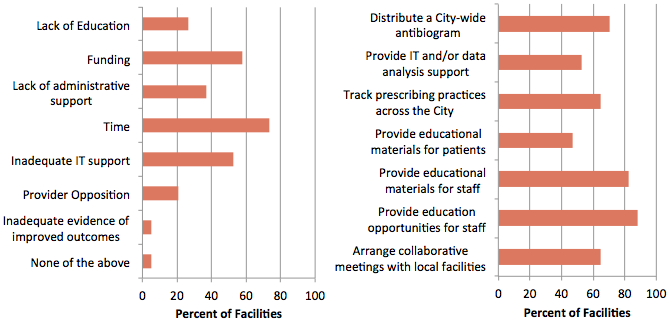 Lack of Education
Funding
Lack of administrative
support
Time
Inadequate IT support
Provider Opposition
Inadequate evidence of
improved outcomes
None of the above
0 20 40 60 80 100
Percent of Facilities
Distribute a City-wide
antibiogram
Provide IT and/or data
analysis support
Track prescribing practices
across the City
Provide educational
materials for patients
Provide educational
materials for staff
Provide education
opportunities for staff
Arrange collaborative
meetings with local facilities
0 20 40 60 80 100
Percent of Facilities